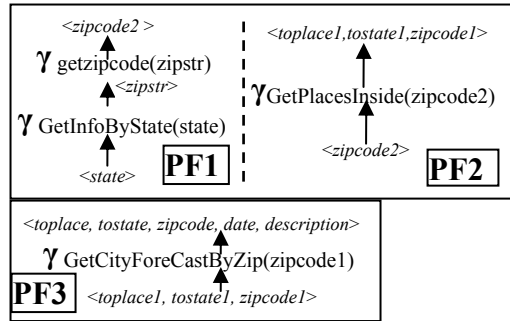 <zipcode2>
γ getzipcode(zipstr)
<zipstr>
γ GetInfoByState(state)
<state>
PF1
<toplace1,tostate1,zipcode1>
γGetPlacesInside(zipcode2)
<zipcode2>
PF2
<toplace, tostate, zipcode, date, description>
γ GetCityForeCastByZip(zipcode1)
PF3
<toplace1, tostate1, zipcode1>